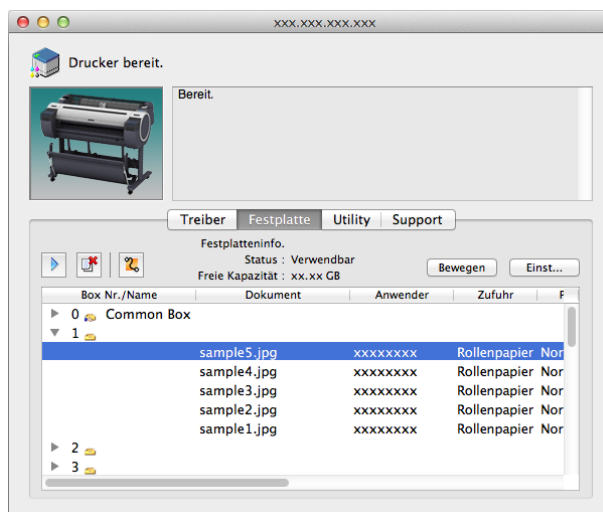 xxx.xxx.xxx.xxx
Drucker bereit.
Bereit.
Treiber Festplatte Utility Support
Festplatteninfo.
Status : Verwendbar
Freie Kapazität : xx.xx GB
Bewegen Einst...
Box Nr./Name Dokument Anwender Zufuhr F
0 Common Box
1
sample5.jpg xxxxxxxx Rollenpapier Nor
sample4.jpg xxxxxxxx Rollenpapier Nor
sample3.jpg xxxxxxxx Rollenpapier Nor
sample2.jpg xxxxxxxx Rollenpapier Nor
sample1.jpg xxxxxxxx Rollenpapier Nor
2
3